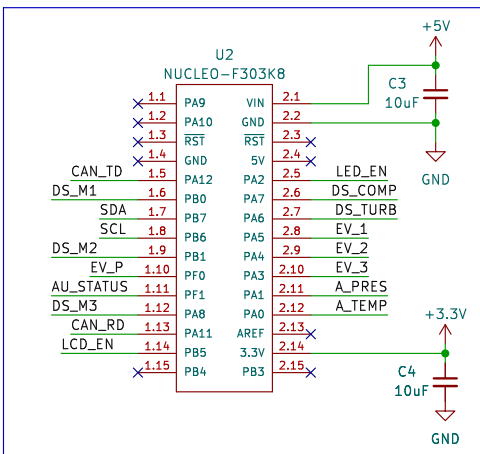 +5V
U2
NUCLEO-F303K8
C3
10uF
GND
1.1 PA9 VIN 2.1
1.2 PA10 GND 2.2
1.3 RST RST 2.3
1.4 GND 5V 2.4
CAN_TD 1.5 PA12 PA2 2.5 LED_EN
DS_M1 1.6 PB0 PA7 2.6 DS_COMP
SDA 1.7 PB7 PA6 2.7 DS_TURB
SCL 1.8 PB6 PA5 2.8 EV_1
DS_M2 1.9 PB1 PA4 2.9 EV_2
EV_P 1.10 PF0 PA3 2.10 EV_3
AU_STATUS 1.11 PF1 PA1 2.11 A_PRES
DS_M3 1.12 PA8 PA0 2.12 A_TEMP
CAN_RD 1.13 PA11 AREF 2.13
LCD_EN 1.14 PB5 3.3V 2.14
1.15 PB4 PB3 2.15
+3.3V
C4
10uF
GND